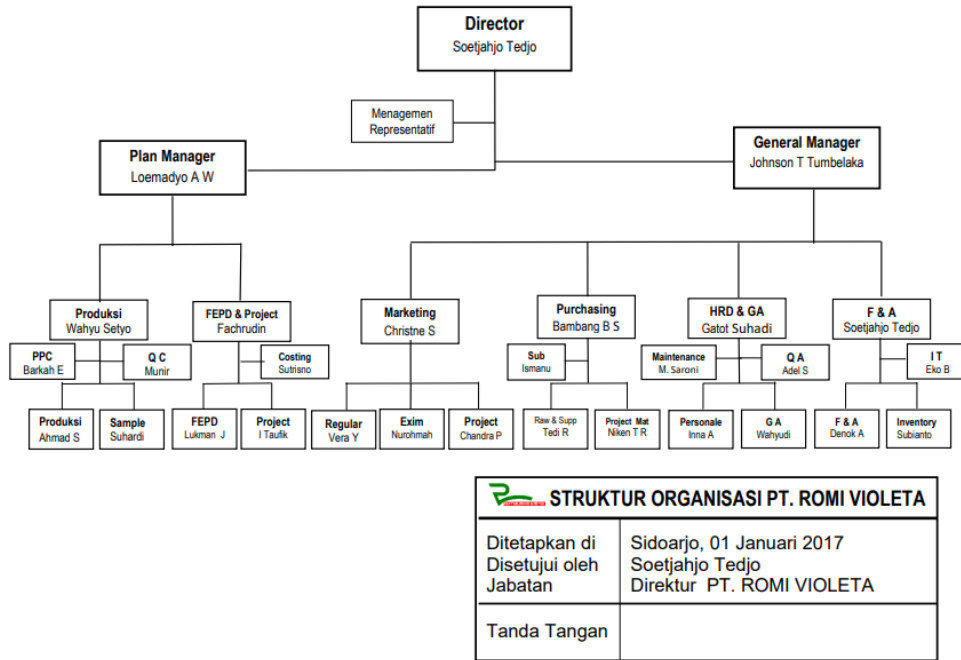 Director
Soetjahjo Tedjo
Menagemen
Representatif
Plan Manager
Loemadyo A W
General Manager
Johnson T Tumbelaka
Produksi
Wahyu Setyo
FEPD & Project
Fachrudin
Marketing
Christne S
Purchasing
Bambang B S
HRD & GA
Gatot Suhadi
F & A
Soetjahjo Tedjo
PPC
Barkah E
Q C
Munir
Costing
Sutrisno
Sub
Ismanu
Maintenance
M. Saroni
Q A
Adel S
I T
Eko B
Produksi
Ahmad S
Sample
Suhardi
FEPD
Lukman J
Project
I Taufik
Regular
Vera Y
Exim
Nurohmah
Project
Chandra P
Raw & Supp
Tedi R
Project Mat
Niken T R
Personale
Inna A
G A
Wahyudi
F & A
Denok A
Inventory
Subianto
STRUKTUR ORGANISASI PT. ROMI VIOLETA
Ditetapkan di Sidoarjo, 01 Januari 2017
Disetujui oleh Soetjahjo Tedjo
Jabatan Direktur PT. ROMI VIOLETA
Tanda Tangan